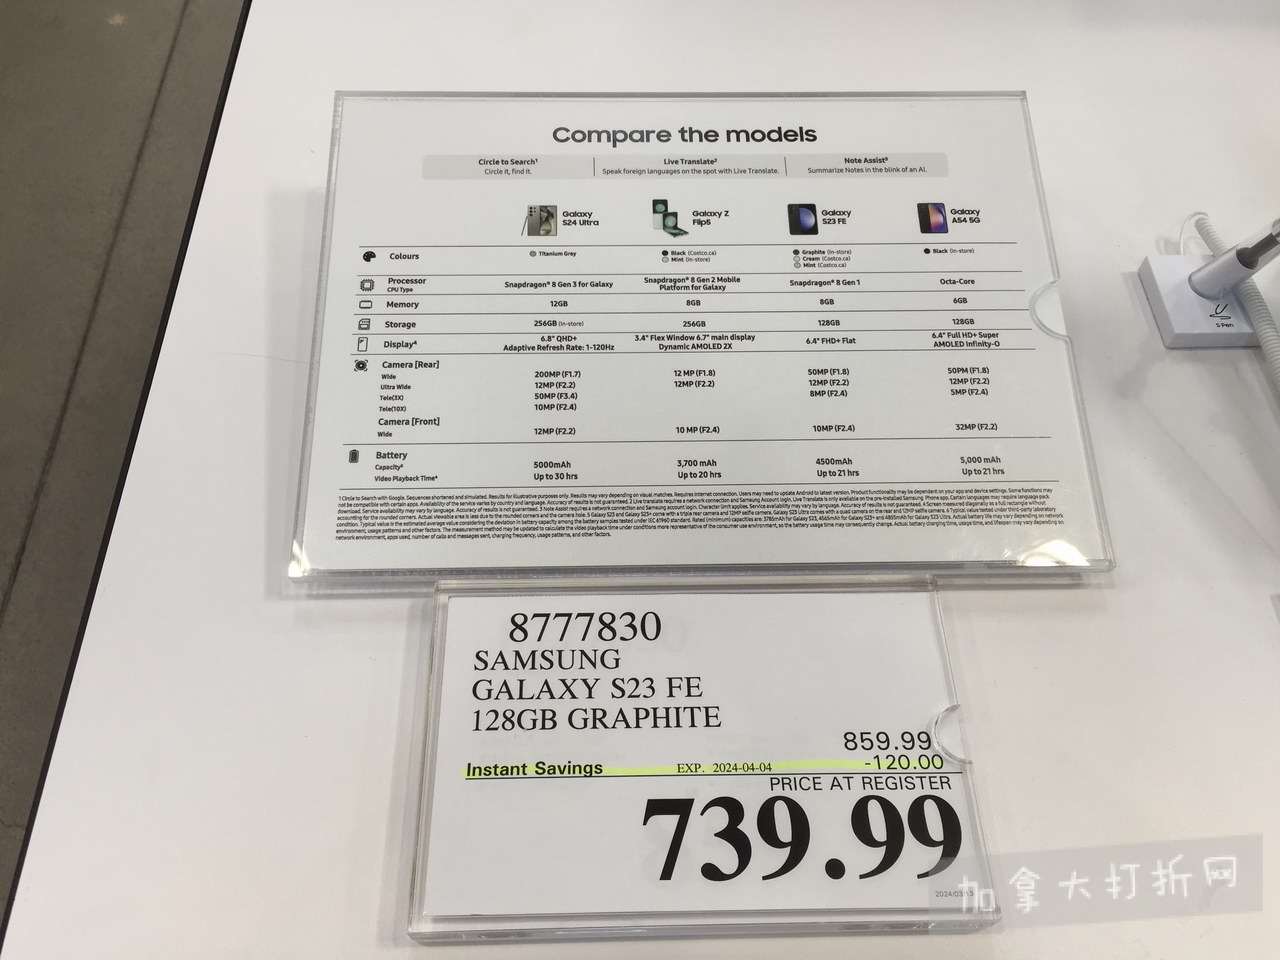 Compare the models
Circle to Search¹ Live Translate² Note Assist³
Circle it, find it. Speak foreign languages on the spot with Live Translate. Summarize Notes in the blink of an AI.
Galaxy S24 Ultra Galaxy Z Flip5 Galaxy S23 FE Galaxy A54 5G
Colours Titanium Grey Black (Costco.ca) Graphite (In-store) Black (In-store)
Mint (In-store) Cream (Costco.ca)
Mint (Costco.ca)
Processor Snapdragon® 8 Gen 3 for Galaxy Snapdragon® 8 Gen 2 Mobile Platform for Galaxy Snapdragon® 8 Gen 1 Octa-Core
CPU Type
Memory 12GB 8GB 8GB 6GB
Storage 256GB (In-store) 256GB 128GB 128GB
Display⁴ 6.8" QHD+ 3.4" Flex Window 6.7" main display 6.4" FHD+ Flat 6.4" Full HD+ Super
Adaptive Refresh Rate: 1-120Hz Dynamic AMOLED 2X AMOLED Infinity-O
Camera [Rear]
Wide 200MP (F1.7) 12 MP (F1.8) 50MP (F1.8) 50PM (F1.8)
Ultra Wide 12MP (F2.2) 12MP (F2.2) 12MP (F2.2) 12MP (F2.2)
Tele(3X) 50MP (F3.4) 8MP (F2.4) 5MP (F2.4)
Tele(10X) 10MP (F2.4)
Camera [Front]
Wide 12MP (F2.2) 10 MP (F2.4) 10MP (F2.4) 32MP (F2.2)
Battery
Capacity⁵ 5000mAh 3,700 mAh 4500mAh 5,000 mAh
Video Playback Time⁶ Up to 30 hrs Up to 20 hrs Up to 21 hrs Up to 21 hrs
S Pen
8777830
SAMSUNG
GALAXY S23 FE
128GB GRAPHITE
859.99
Instant Savings EXP. 2024-04-04 -120.00
PRICE AT REGISTER
739.99
加拿大打折网